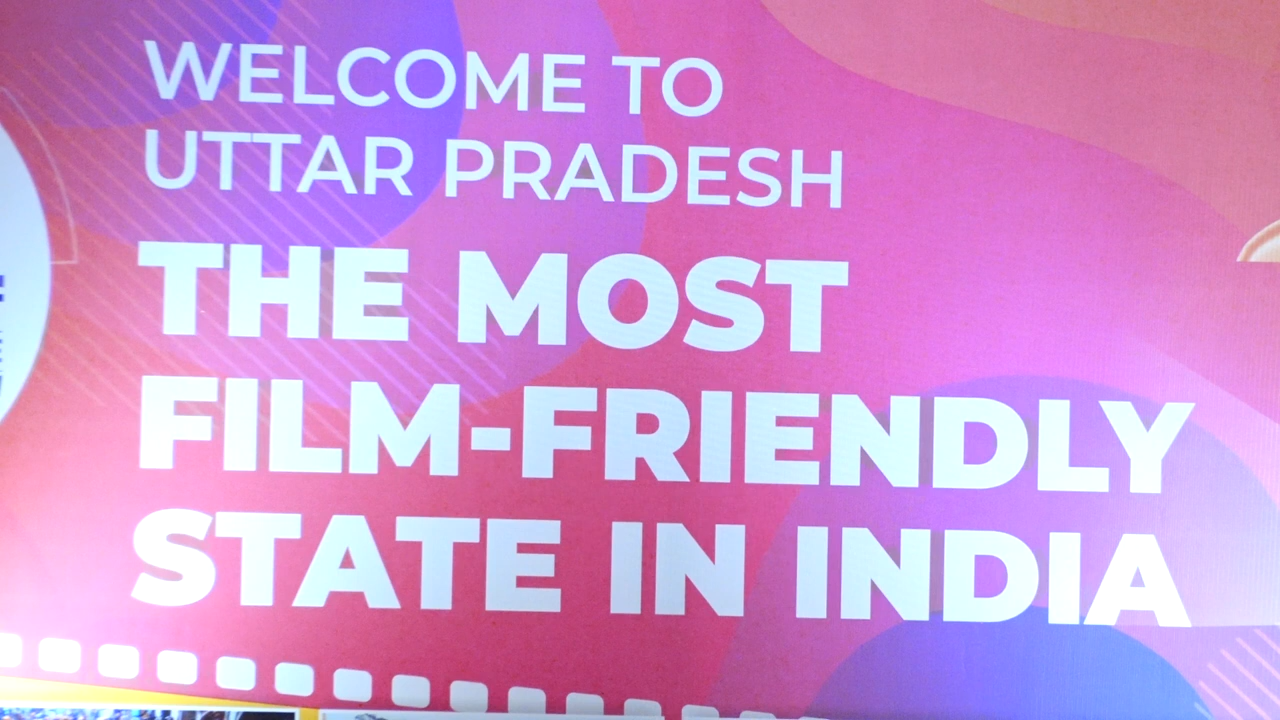 WELCOME TO
UTTAR PRADESH
THE MOST
FILM-FRIENDLY
STATE IN INDIA